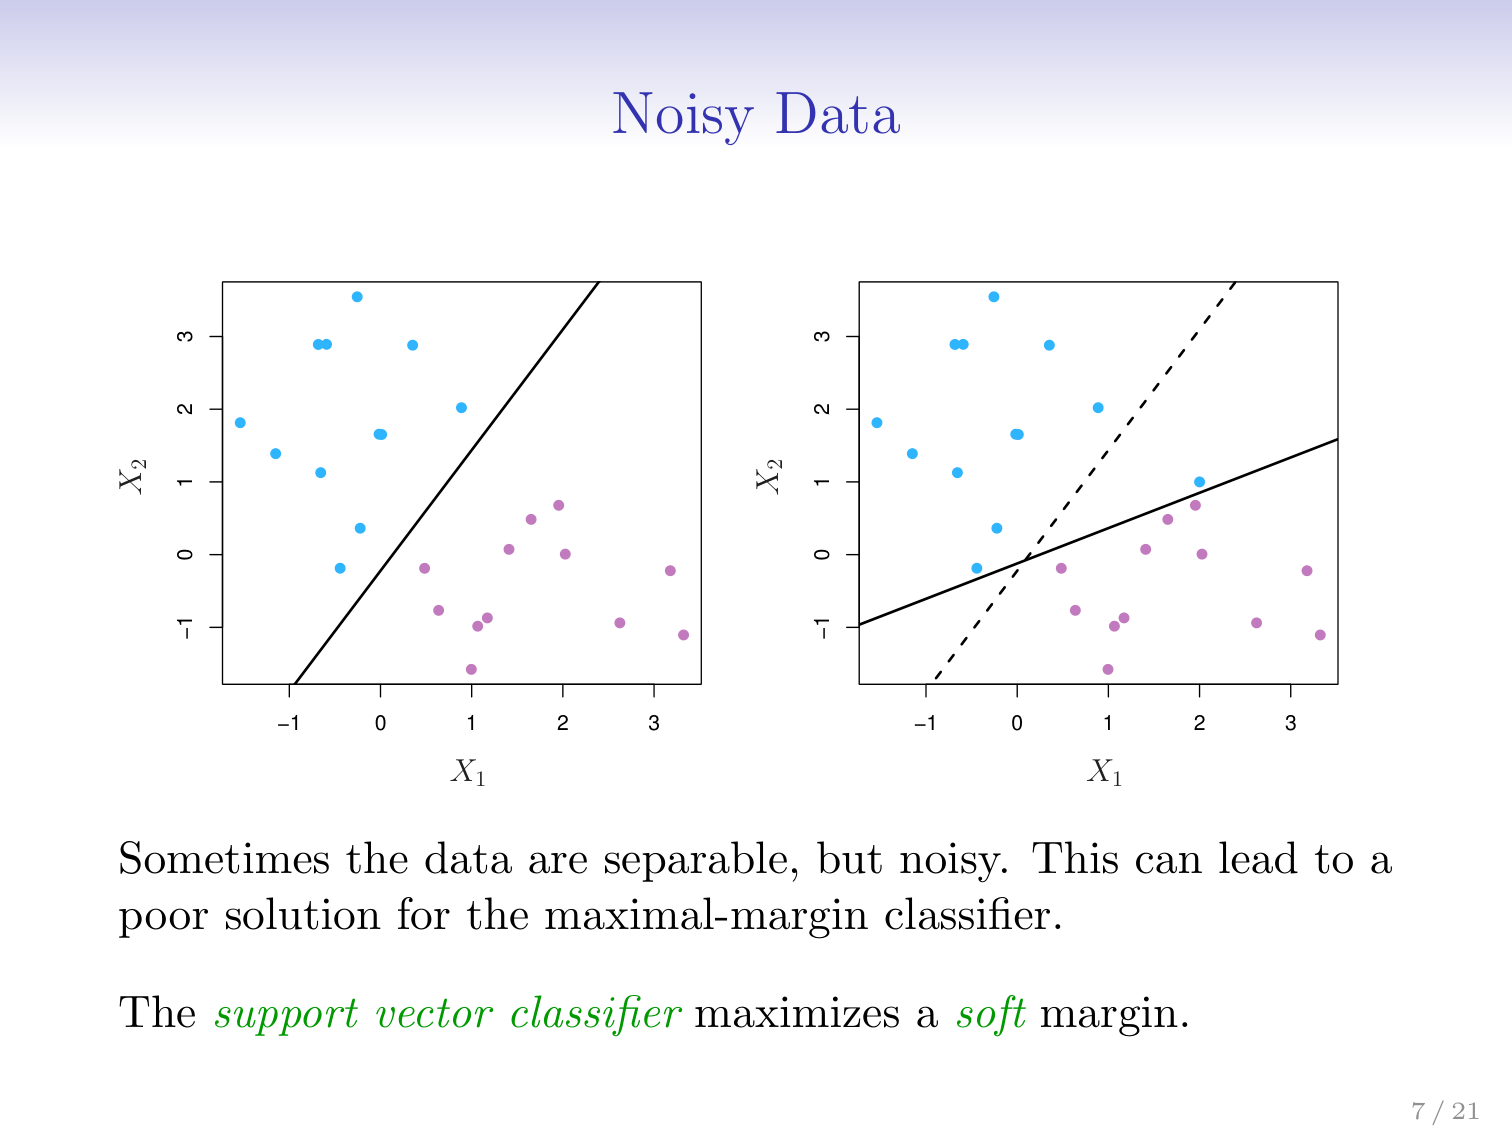 Noisy Data
3
2
1
0
−1
X2
−1 0 1 2 3
X1
3
2
1
0
−1
X2
−1 0 1 2 3
X1
Sometimes the data are separable, but noisy. This can lead to a
poor solution for the maximal-margin classifier.
The support vector classifier maximizes a soft margin.
7 / 21